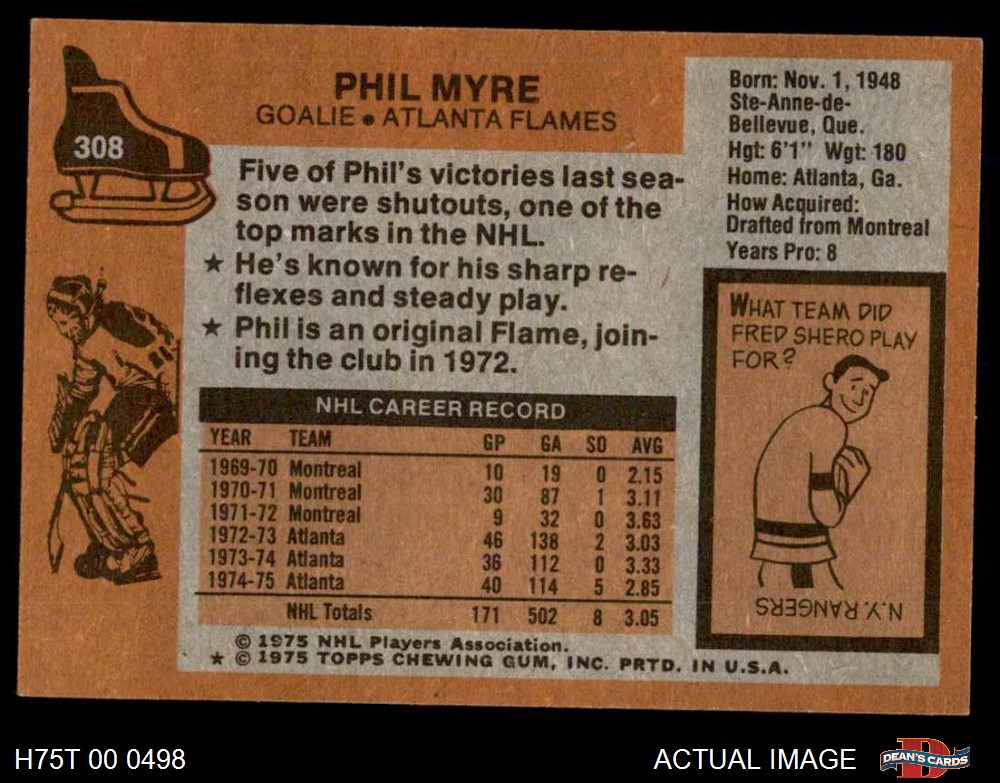 308
PHIL MYRE
GOALIE • ATLANTA FLAMES
Five of Phil's victories last sea-
son were shutouts, one of the
top marks in the NHL.
★ He's known for his sharp re-
flexes and steady play.
★ Phil is an original Flame, join-
ing the club in 1972.
Born: Nov. 1, 1948
Ste-Anne-de-
Bellevue, Que.
Hgt: 6'1" Wgt: 180
Home: Atlanta, Ga.
How Acquired:
Drafted from Montreal
Years Pro: 8
WHAT TEAM DID
FRED SHERO PLAY
FOR?
N.Y. RANGERS
NHL CAREER RECORD
YEAR TEAM GP GA SO AVG
1969-70 Montreal 10 19 0 2.15
1970-71 Montreal 30 87 1 3.11
1971-72 Montreal 9 32 0 3.63
1972-73 Atlanta 46 138 2 3.03
1973-74 Atlanta 36 112 0 3.33
1974-75 Atlanta 40 114 5 2.85
NHL Totals 171 502 8 3.05
© 1975 NHL Players Association.
★ © 1975 TOPPS CHEWING GUM, INC. PRTD. IN U.S.A.
H75T 00 0498
ACTUAL IMAGE
D
DEAN'S CARDS